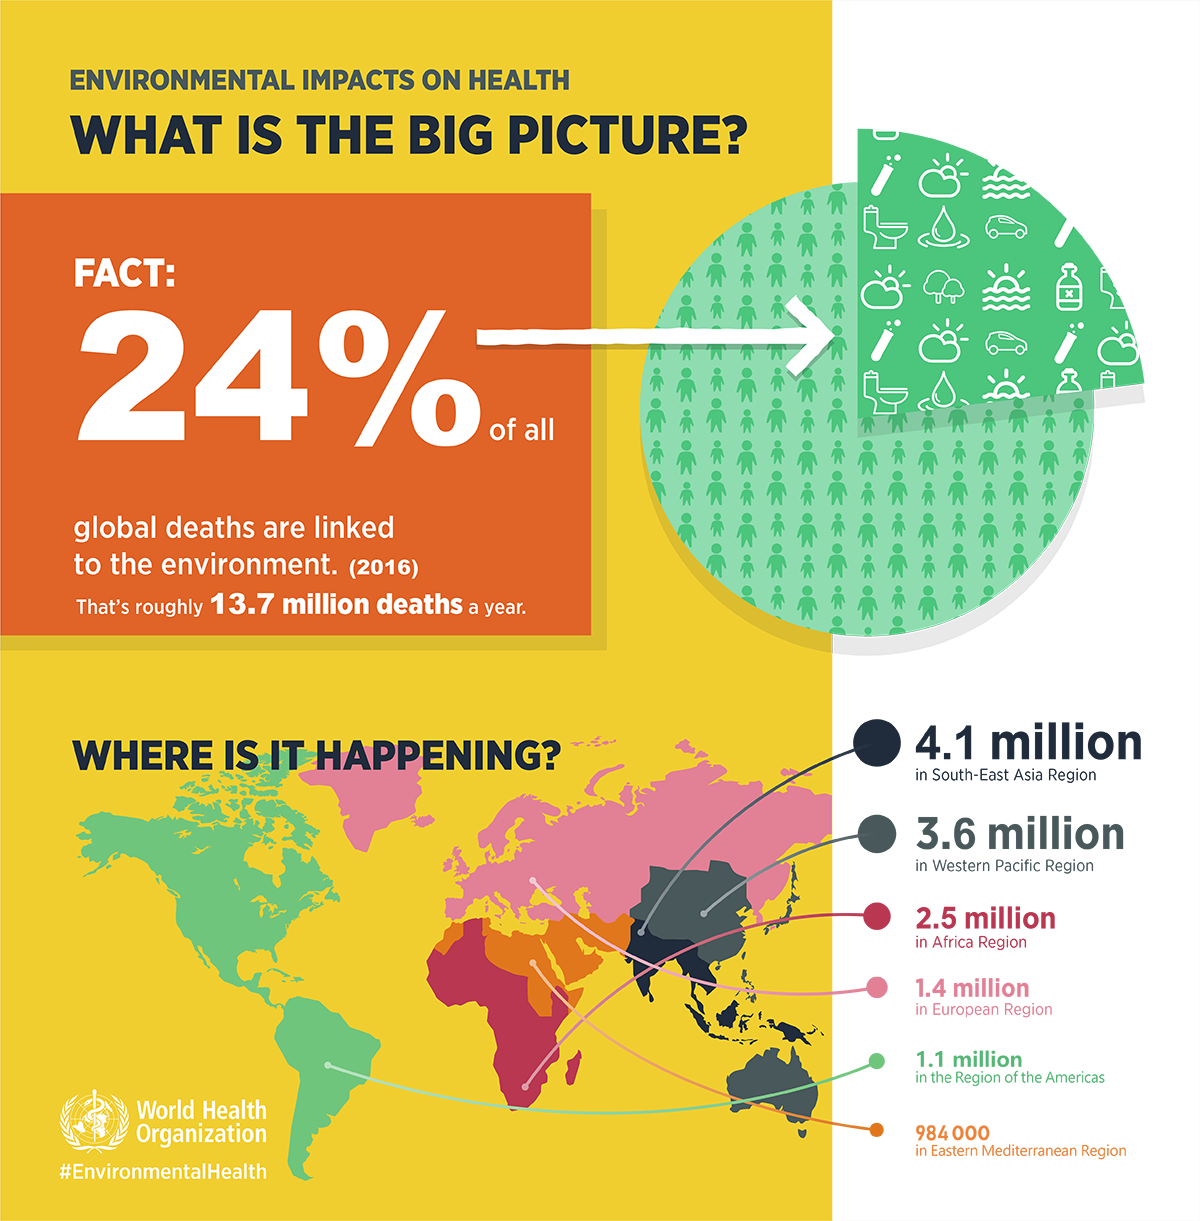 ENVIRONMENTAL IMPACTS ON HEALTH
WHAT IS THE BIG PICTURE?
FACT:
24% of all
global deaths are linked
to the environment. (2016)
That's roughly 13.7 million deaths a year.
WHERE IS IT HAPPENING?
4.1 million
in South-East Asia Region
3.6 million
in Western Pacific Region
2.5 million
in Africa Region
1.4 million
in European Region
1.1 million
in the Region of the Americas
984 000
in Eastern Mediterranean Region
World Health
Organization
#EnvironmentalHealth